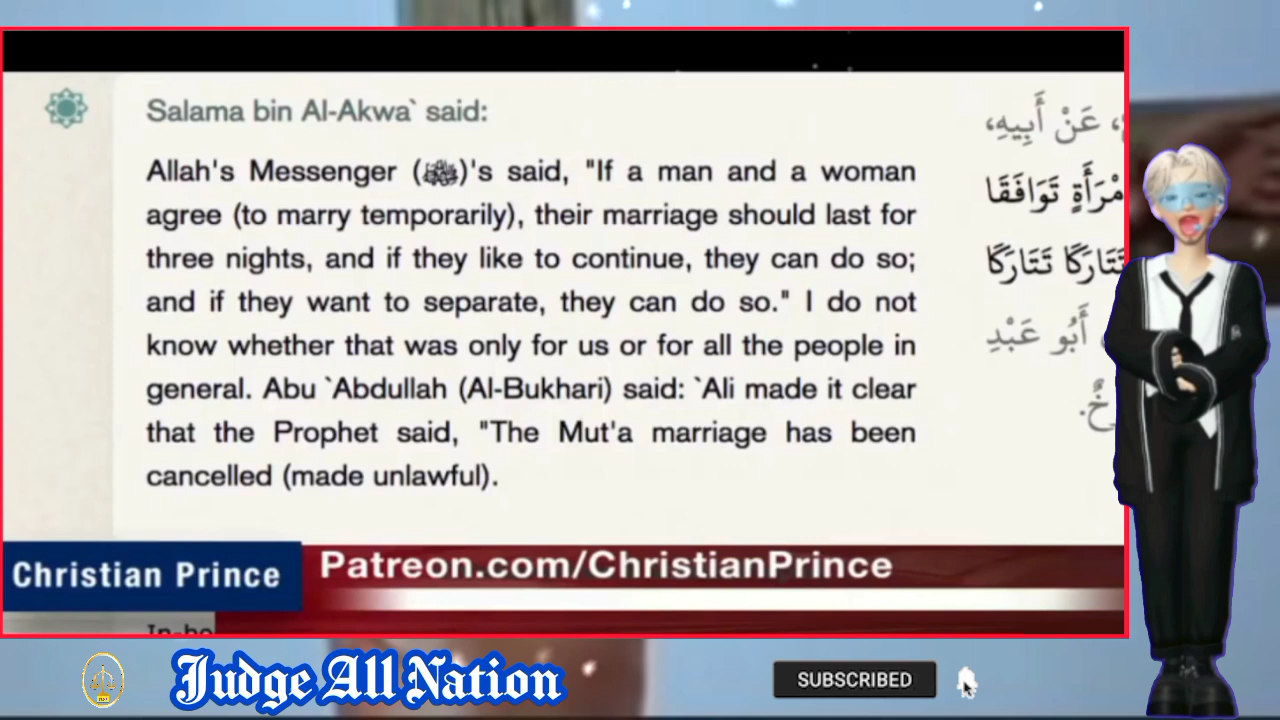 Salama bin Al-Akwa` said:
Allah's Messenger (ﷺ)'s said, "If a man and a woman
agree (to marry temporarily), their marriage should last for
three nights, and if they like to continue, they can do so;
and if they want to separate, they can do so." I do not
know whether that was only for us or for all the people in
general. Abu `Abdullah (Al-Bukhari) said: `Ali made it clear
that the Prophet said, "The Mut'a marriage has been
cancelled (made unlawful).
عَنْ أَبِيهِ،
تَوَافَقَا
تَتَارَكَا
أَبُو عَبْدِ
Christian Prince
Patreon.com/ChristianPrince
Judge All Nation
SUBSCRIBED